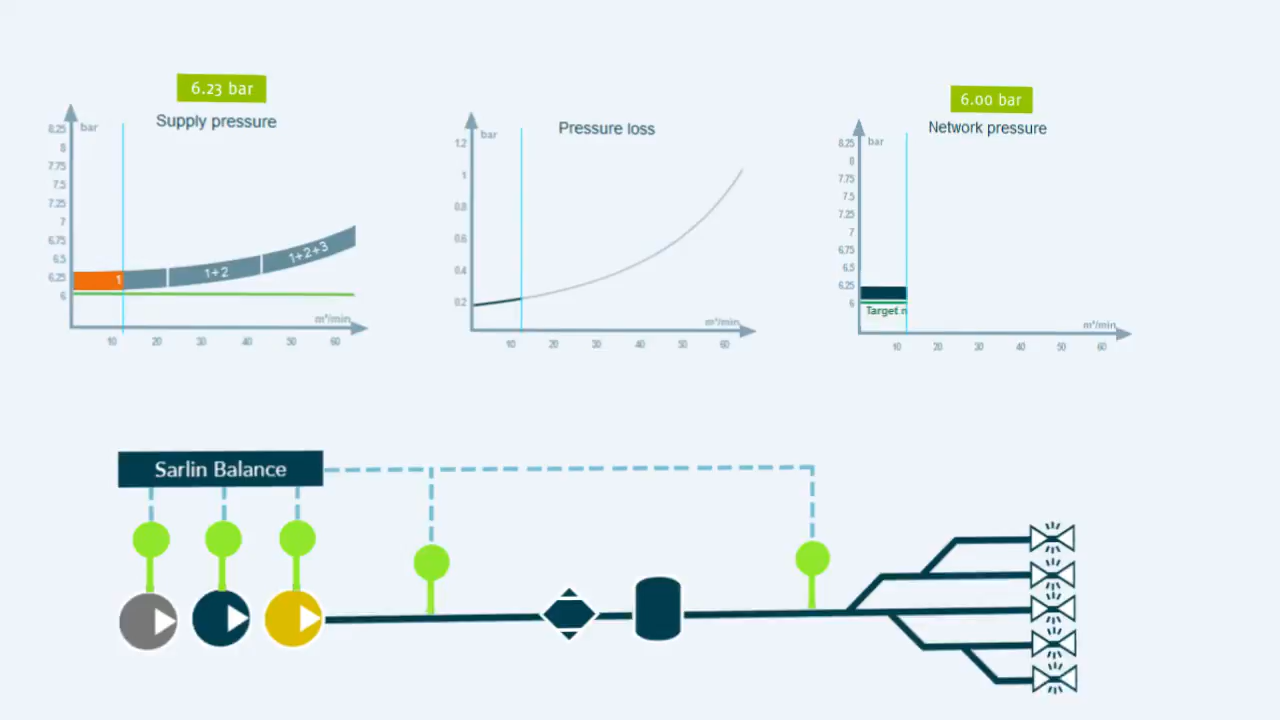 6.23 bar
Supply pressure
bar
8.25
8
7.75
7.5
7.25
7
6.75
6.5
6.25
6
1
1+2
1+2+3
m³/min
10 20 30 40 50 60
Pressure loss
bar
1.2
1
0.8
0.6
0.4
0.2
m³/min
10 20 30 40 50 60
6.00 bar
Network pressure
bar
8.25
8
7.75
7.5
7.25
7
6.75
6.5
6.25
6
Target n
m³/min
10 20 30 40 50 60
Sarlin Balance